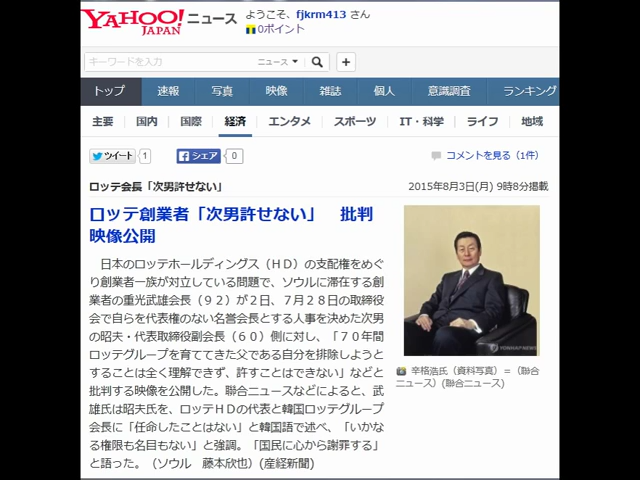 YAHOO! JAPAN ニュース
ようこそ、fjkrm413 さん
0ポイント
キーワードを入力 ニュース
トップ 速報 写真 映像 雑誌 個人 意識調査 ランキング
主要 国内 国際 経済 エンタメ スポーツ IT・科学 ライフ 地域
ツイート 1 シェア 0 コメントを見る（1件）
ロッテ会長「次男許せない」 2015年8月3日(月) 9時8分掲載
ロッテ創業者「次男許せない」　批判
映像公開
　日本のロッテホールディングス（ＨＤ）の支配権をめぐ
り創業者一族が対立している問題で、ソウルに滞在する創
業者の重光武雄会長（９２）が２日、７月２８日の取締役
会で自らを代表権のない名誉会長とする人事を決めた次男
の昭夫・代表取締役副会長（６０）側に対し、「７０年間
ロッテグループを育ててきた父である自分を排除しようと
することは全く理解できず、許すことはできない」などと
批判する映像を公開した。聯合ニュースなどによると、武
雄氏は昭夫氏を、ロッテＨＤの代表と韓国ロッテグループ
会長に「任命したことはない」と韓国語で述べ、「いかな
る権限も名目もない」と強調。「国民に心から謝罪する」
と語った。（ソウル　藤本欣也）(産経新聞)
YONHAPNEWS
辛格浩氏（資料写真）＝（聯合
ニュース）(聯合ニュース)